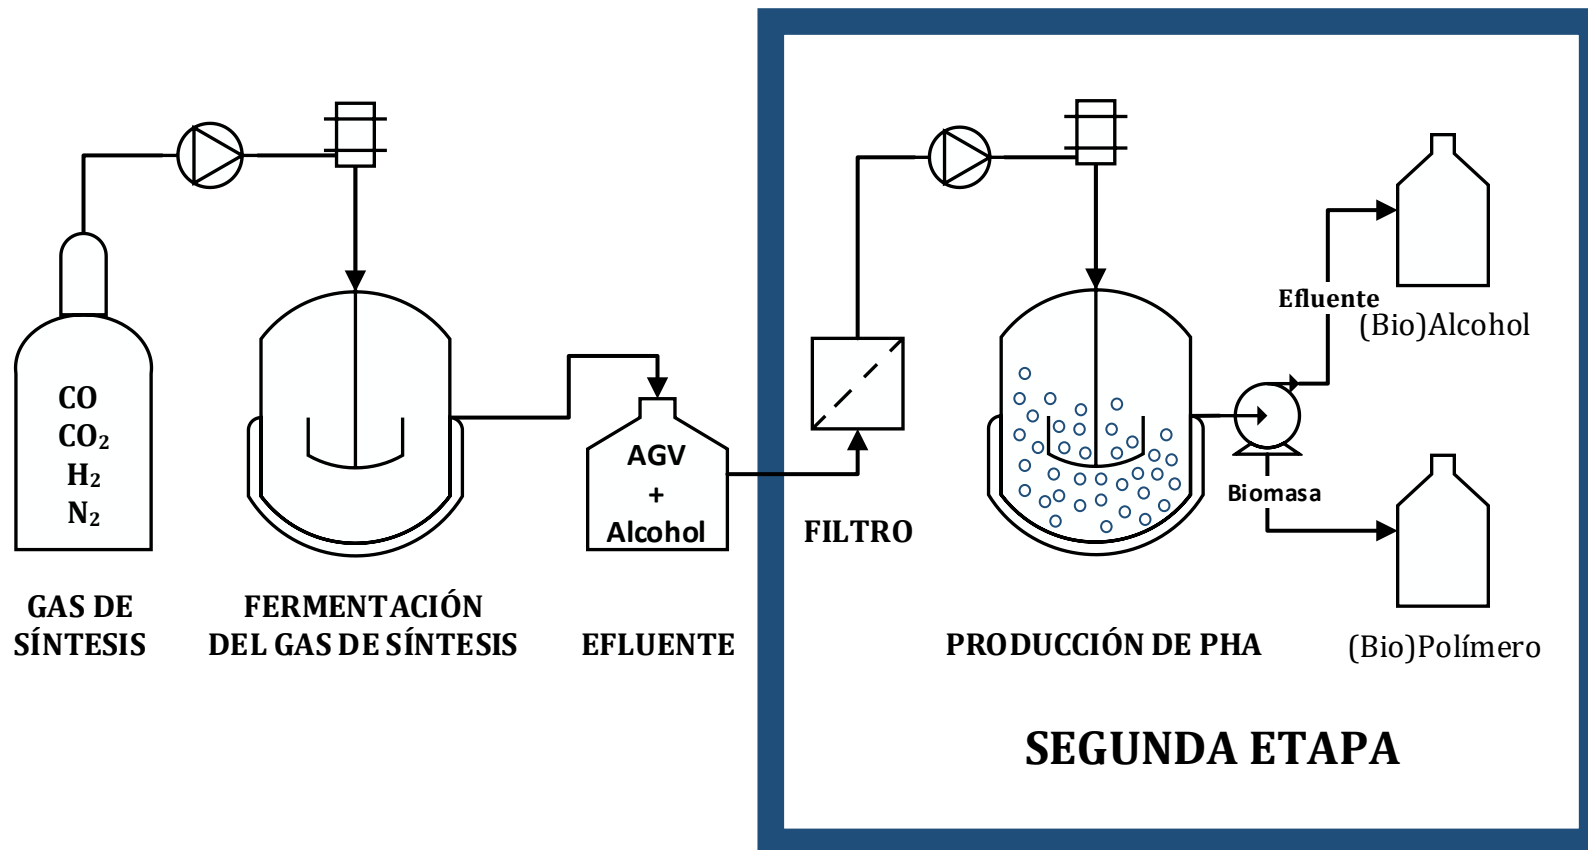 CO
CO₂
H₂
N₂
GAS DE
SÍNTESIS
FERMENTACIÓN
DEL GAS DE SÍNTESIS
AGV
+
Alcohol
EFLUENTE
FILTRO
PRODUCCIÓN DE PHA
Efluente
(Bio)Alcohol
Biomasa
(Bio)Polímero
SEGUNDA ETAPA